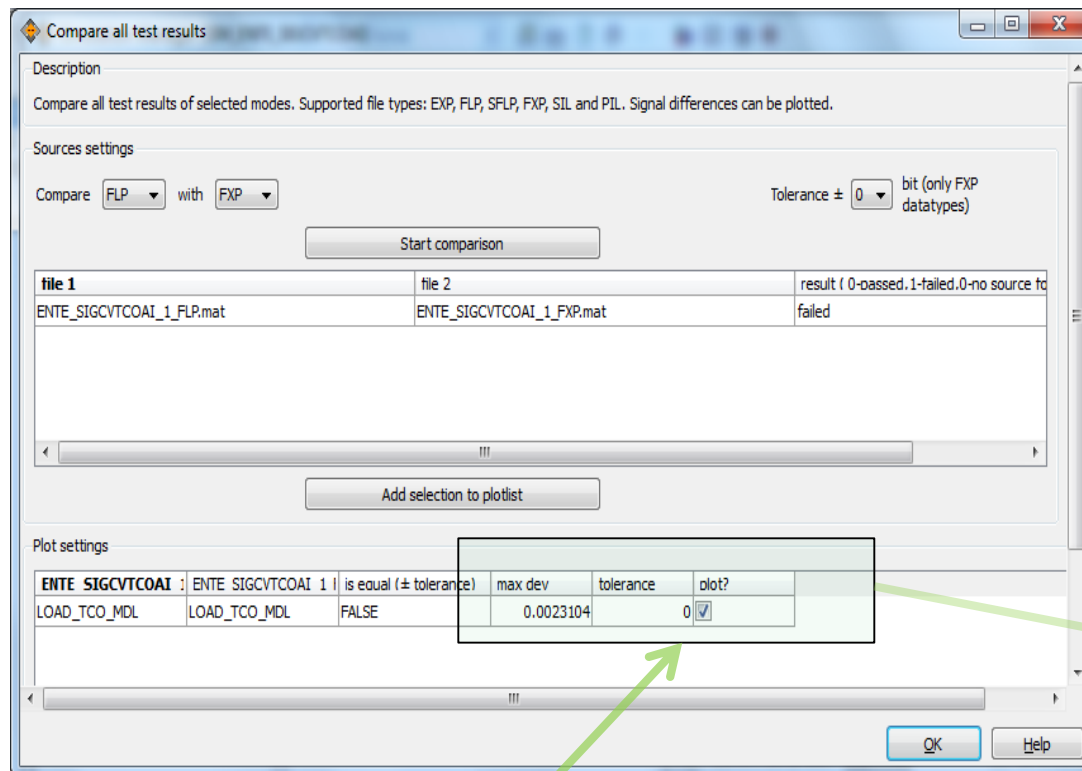 Compare all test results
Description
Compare all test results of selected modes. Supported file types: EXP, FLP, SFLP, FXP, SIL and PIL. Signal differences can be plotted.
Sources settings
Compare FLP with FXP Tolerance ± 0 bit (only FXP
datatypes)
Start comparison
file 1 file 2 result ( 0-passed,1-failed,0-no source to
ENTE_SIGCVTCOAI_1_FLP.mat ENTE_SIGCVTCOAI_1_FXP.mat failed
Add selection to plotlist
Plot settings
ENTE_SIGCVTCOAI_1 ENTE_SIGCVTCOAI_1 is equal (± tolerance) max dev tolerance plot?
LOAD_TCO_MDL LOAD_TCO_MDL FALSE 0.0023104 0
OK Help